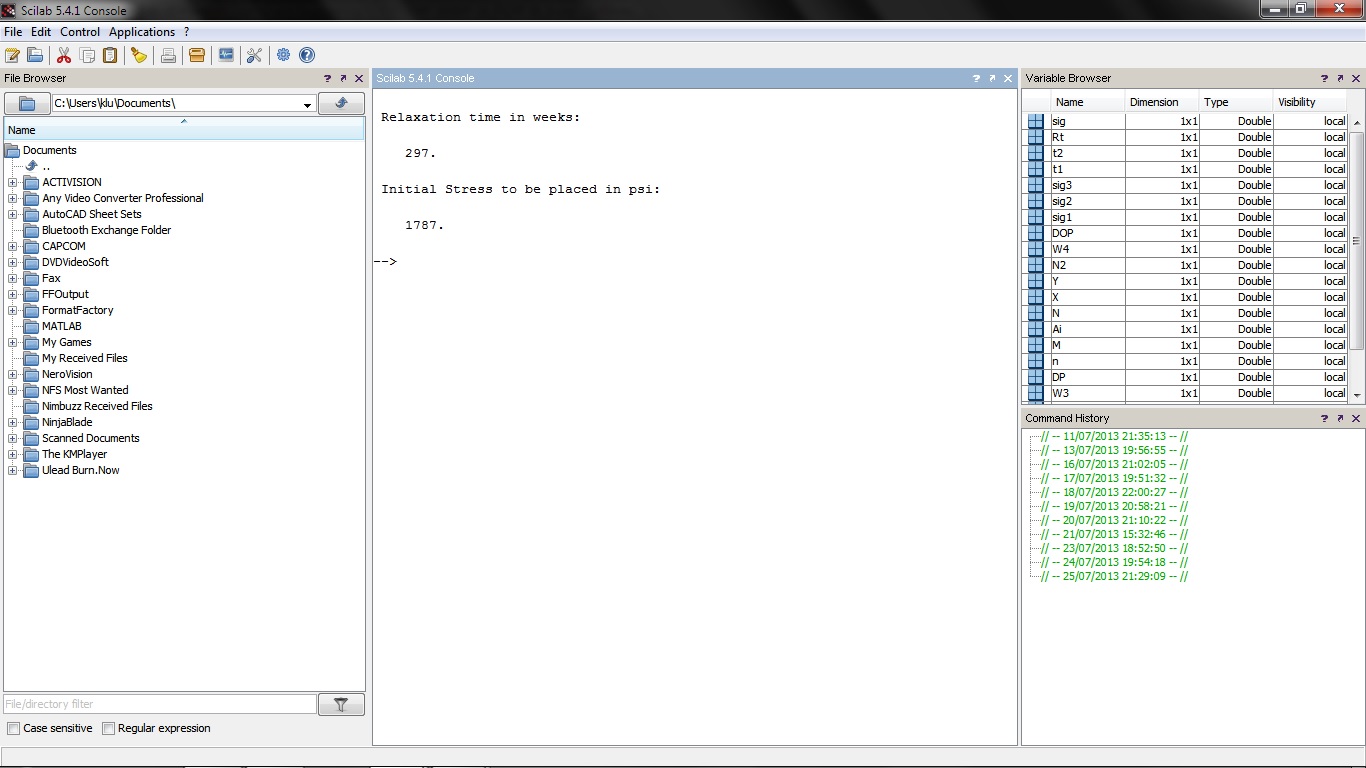 Scilab 5.4.1 Console
File Edit Control Applications ?
File Browser
C:\Users\klu\Documents\
Name
Documents
..
ACTIVISION
Any Video Converter Professional
AutoCAD Sheet Sets
Bluetooth Exchange Folder
CAPCOM
DVDVideoSoft
Fax
FFOutput
FormatFactory
MATLAB
My Games
My Received Files
NeroVision
NFS Most Wanted
Nimbuzz Received Files
NinjaBlade
Scanned Documents
The KMPlayer
Ulead Burn.Now
File/directory filter
Case sensitive Regular expression
Scilab 5.4.1 Console
Relaxation time in weeks:
297.
Initial Stress to be placed in psi:
1787.
-->
Variable Browser
Name Dimension Type Visibility
sig 1x1 Double local
Rt 1x1 Double local
t2 1x1 Double local
t1 1x1 Double local
sig3 1x1 Double local
sig2 1x1 Double local
sig1 1x1 Double local
DOP 1x1 Double local
W4 1x1 Double local
N2 1x1 Double local
Y 1x1 Double local
X 1x1 Double local
N 1x1 Double local
Ai 1x1 Double local
M 1x1 Double local
n 1x1 Double local
DP 1x1 Double local
W3 1x1 Double local
Command History
// -- 11/07/2013 21:35:13 -- //
// -- 13/07/2013 19:56:55 -- //
// -- 16/07/2013 21:02:05 -- //
// -- 17/07/2013 19:51:32 -- //
// -- 18/07/2013 22:00:27 -- //
// -- 19/07/2013 20:58:21 -- //
// -- 20/07/2013 21:10:22 -- //
// -- 21/07/2013 15:32:46 -- //
// -- 23/07/2013 18:52:50 -- //
// -- 24/07/2013 19:54:18 -- //
// -- 25/07/2013 21:29:09 -- //